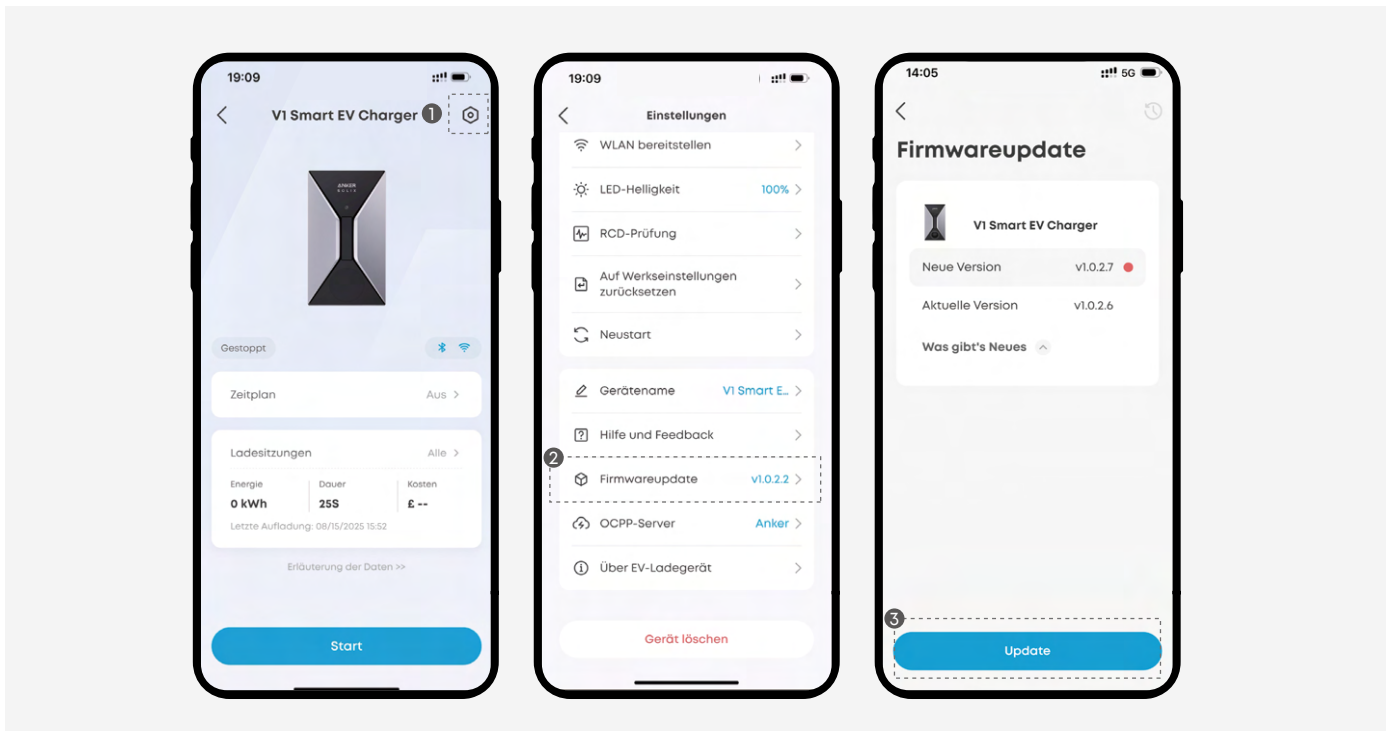 19:09
V1 Smart EV Charger
1
ANKER
SOLIX
Gestoppt
Zeitplan
Aus
Ladesitzungen
Alle
Energie
Dauer
Kosten
0 kWh
25S
£ --
Letzte Aufladung: 08/15/2025 15:52
Erläuterung der Daten >>
Start
19:09
Einstellungen
WLAN bereitstellen
LED-Helligkeit
100%
RCD-Prüfung
Auf Werkseinstellungen
zurücksetzen
Neustart
Gerätename
V1 Smart E...
Hilfe und Feedback
2
Firmwareupdate
v1.0.2.2
OCPP-Server
Anker
Über EV-Ladegerät
Gerät löschen
14:05
5G
Firmwareupdate
V1 Smart EV Charger
Neue Version
v1.0.2.7
Aktuelle Version
v1.0.2.6
Was gibt's Neues
3
Update